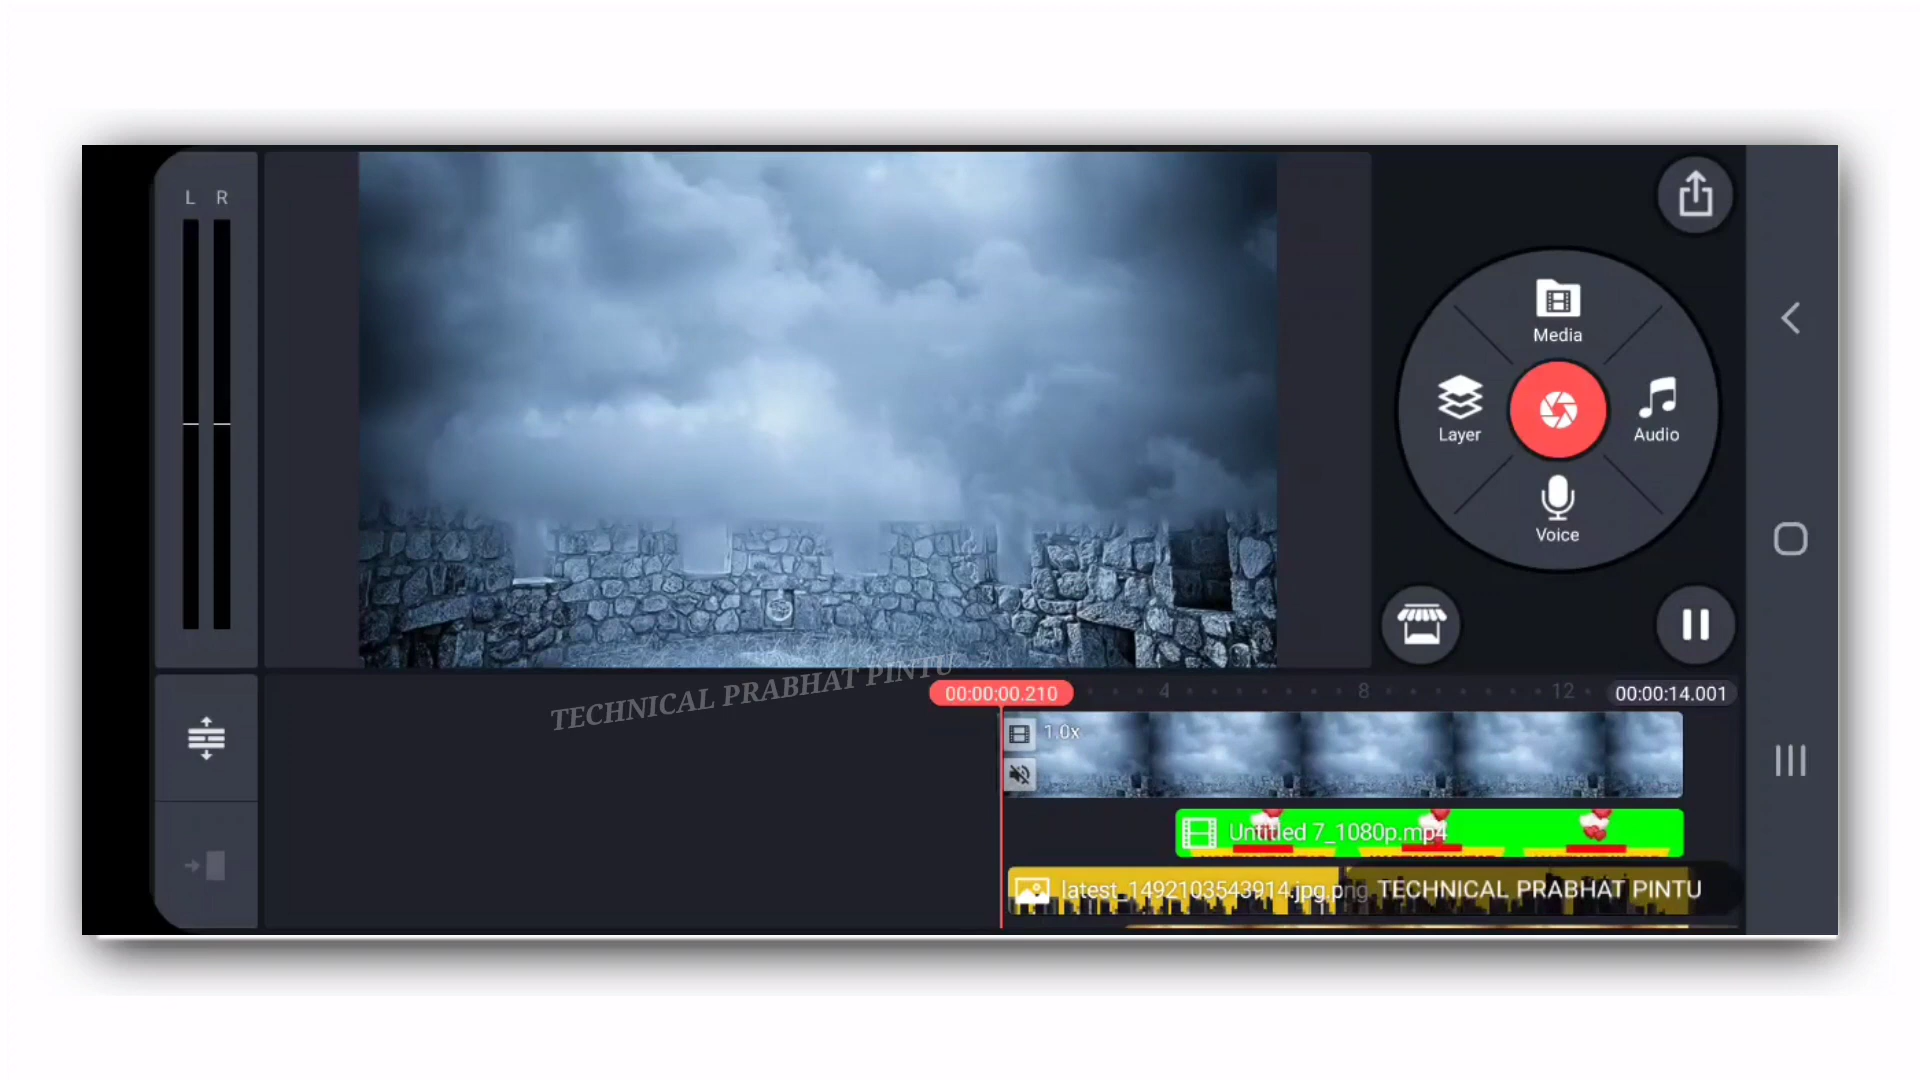 L R
Media
Layer
Audio
Voice
TECHNICAL PRABHAT PINTU
00:00:00.210
4
8
12
00:00:14.001
1.0x
Untitled 7_1080p.mp4
latest_1492103543914.jpg.png
TECHNICAL PRABHAT PINTU